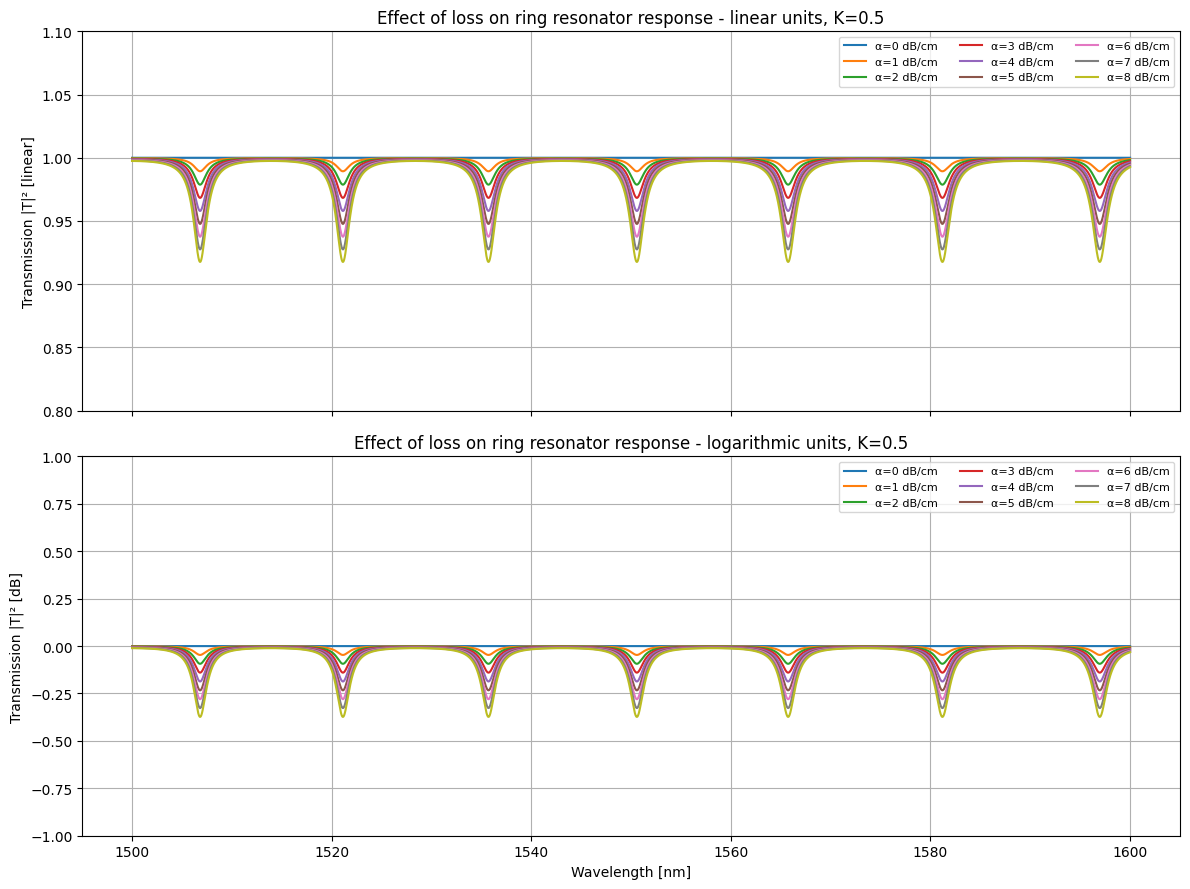 Effect of loss on ring resonator response - linear units, K=0.5
α=0 dB/cm α=3 dB/cm α=6 dB/cm
α=1 dB/cm α=4 dB/cm α=7 dB/cm
α=2 dB/cm α=5 dB/cm α=8 dB/cm
Transmission |T|² [linear]
1.10
1.05
1.00
0.95
0.90
0.85
0.80
Effect of loss on ring resonator response - logarithmic units, K=0.5
α=0 dB/cm α=3 dB/cm α=6 dB/cm
α=1 dB/cm α=4 dB/cm α=7 dB/cm
α=2 dB/cm α=5 dB/cm α=8 dB/cm
Transmission |T|² [dB]
1.00
0.75
0.50
0.25
0.00
−0.25
−0.50
−0.75
−1.00
1500 1520 1540 1560 1580 1600
Wavelength [nm]